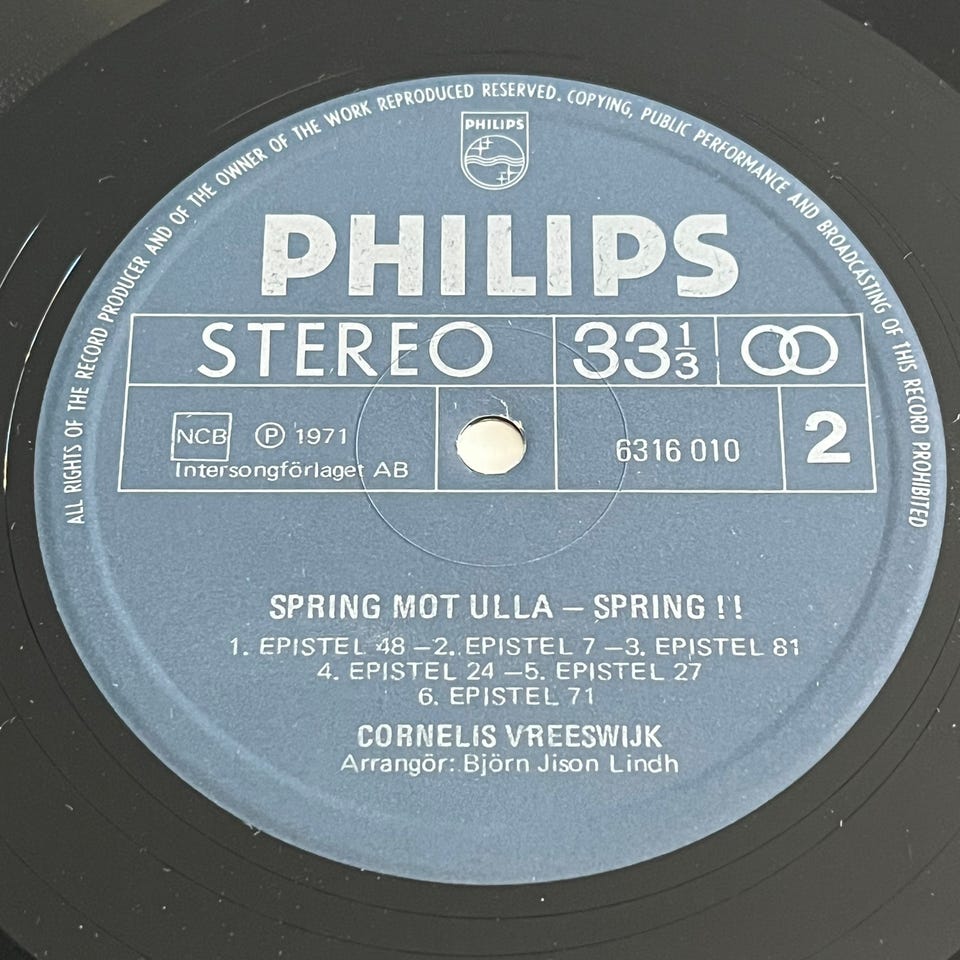 ALL RIGHTS OF THE RECORD PRODUCER AND OF THE OWNER OF THE WORK REPRODUCED RESERVED. COPYING, PUBLIC PERFORMANCE AND BROADCASTING OF THIS RECORD PROHIBITED
PHILIPS
PHILIPS
STEREO 33 1/3
NCB Ⓟ 1971 6316 010 2
Intersongförlaget AB
SPRING MOT ULLA – SPRING !!
1. EPISTEL 48 –2. EPISTEL 7 –3. EPISTEL 81
4. EPISTEL 24 –5. EPISTEL 27
6. EPISTEL 71
CORNELIS VREESWIJK
Arrangör: Björn Jison Lindh